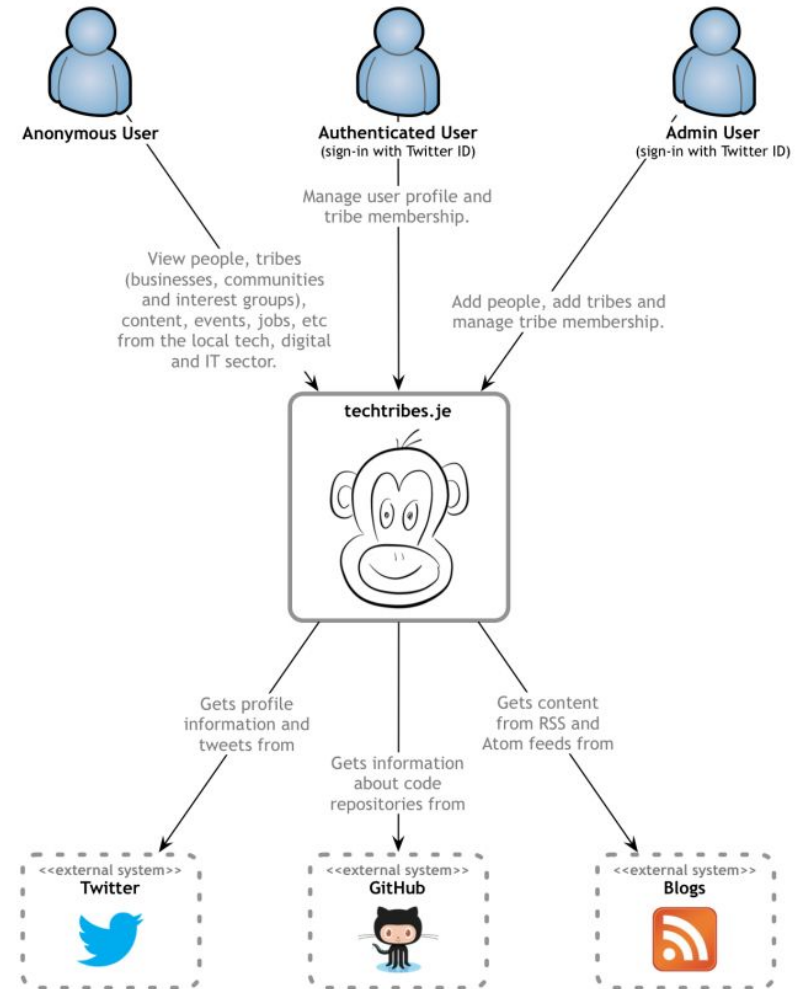 Anonymous User
Authenticated User
(sign-in with Twitter ID)
Admin User
(sign-in with Twitter ID)
Manage user profile and
tribe membership.
View people, tribes
(businesses, communities
and interest groups),
content, events, jobs, etc
from the local tech, digital
and IT sector.
Add people, add tribes and
manage tribe membership.
techtribes.je
Gets profile
information and
tweets from
Gets information
about code
repositories from
Gets content
from RSS and
Atom feeds from
<<external system>>
Twitter
<<external system>>
GitHub
<<external system>>
Blogs